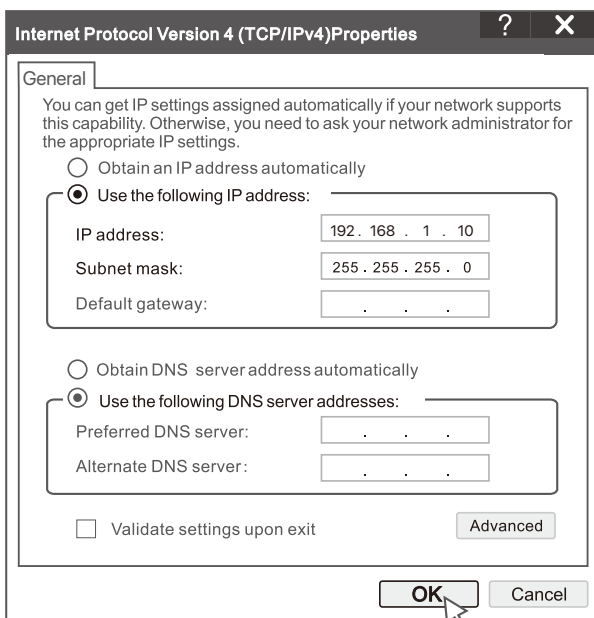 Internet Protocol Version 4 (TCP/IPv4)Properties ? X
General
You can get IP settings assigned automatically if your network supports
this capability. Otherwise, you need to ask your network administrator for
the appropriate IP settings.
Obtain an IP address automatically
Use the following IP address:
IP address: 192. 168 . 1 . 10
Subnet mask: 255 . 255 . 255 . 0
Default gateway: . . .
Obtain DNS server address automatically
Use the following DNS server addresses:
Preferred DNS server: . . .
Alternate DNS server: . . .
Validate settings upon exit Advanced
OK Cancel